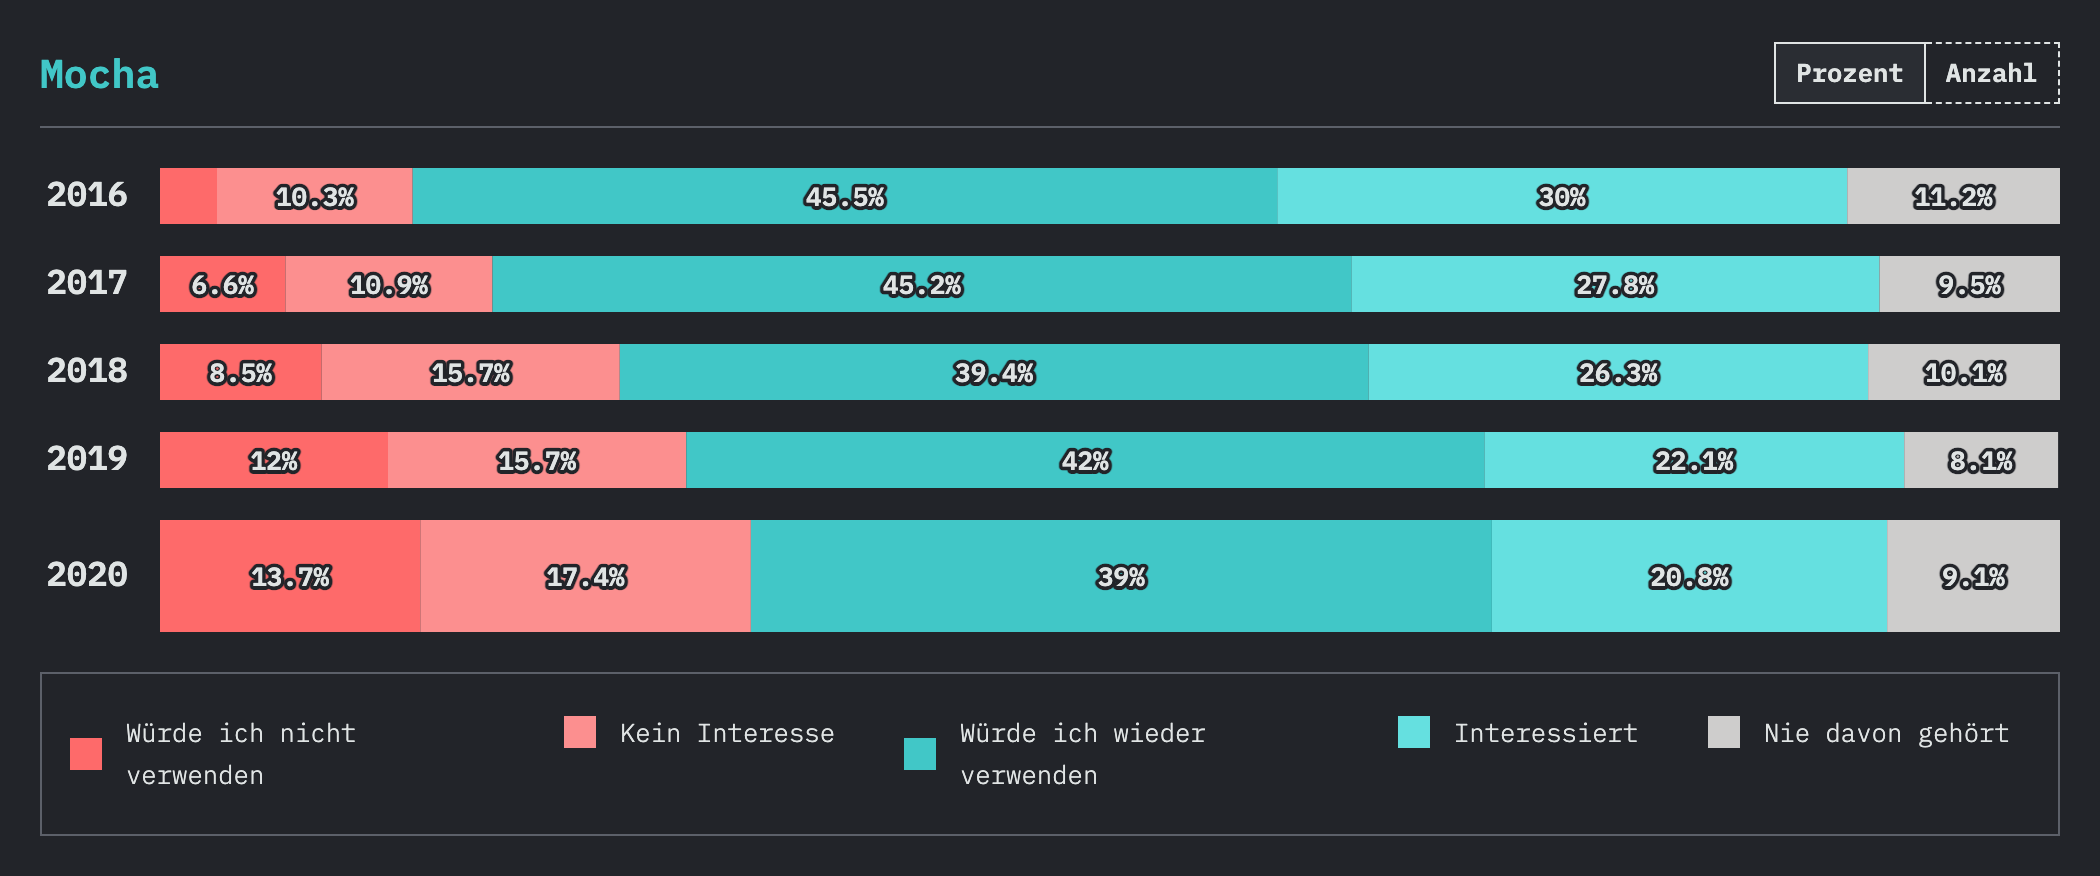 Mocha
Prozent Anzahl
2016 10.3% 45.5% 30% 11.2%
2017 6.6% 10.9% 45.2% 27.8% 9.5%
2018 8.5% 15.7% 39.4% 26.3% 10.1%
2019 12% 15.7% 42% 22.1% 8.1%
2020 13.7% 17.4% 39% 20.8% 9.1%
Würde ich nicht
verwenden
Kein Interesse
Würde ich wieder
verwenden
Interessiert
Nie davon gehört